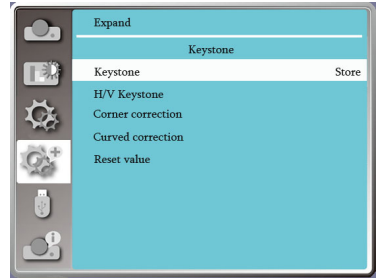 Expand
Keystone
Keystone Store
H/V Keystone
Corner correction
Curved correction
Reset value